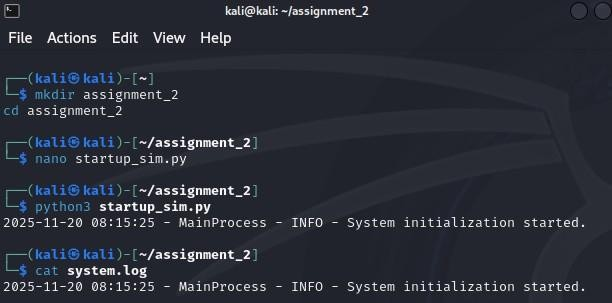 kali@kali: ~/assignment_2
File Actions Edit View Help
┌──(kali㉿kali)-[~]
└─$ mkdir assignment_2
cd assignment_2
┌──(kali㉿kali)-[~/assignment_2]
└─$ nano startup_sim.py
┌──(kali㉿kali)-[~/assignment_2]
└─$ python3 startup_sim.py
2025-11-20 08:15:25 - MainProcess - INFO - System initialization started.
┌──(kali㉿kali)-[~/assignment_2]
└─$ cat system.log
2025-11-20 08:15:25 - MainProcess - INFO - System initialization started.